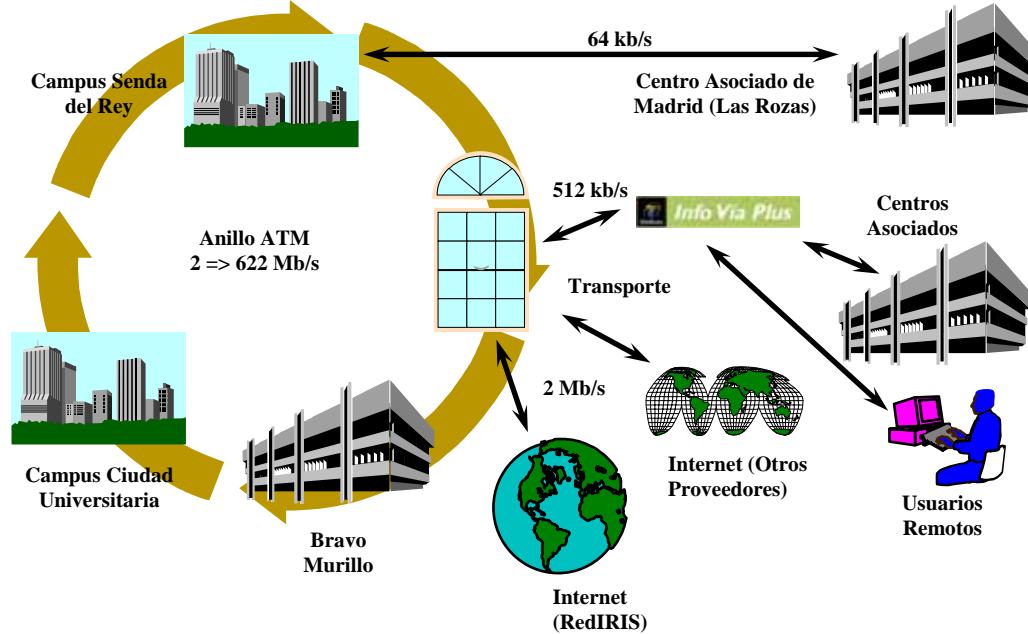 64 kb/s
Campus Senda
del Rey
Centro Asociado de
Madrid (Las Rozas)
512 kb/s
Info Vía Plus
Centros
Asociados
Anillo ATM
2 => 622 Mb/s
Transporte
2 Mb/s
Campus Ciudad
Universitaria
Internet (Otros
Proveedores)
Usuarios
Remotos
Bravo
Murillo
Internet
(RedIRIS)